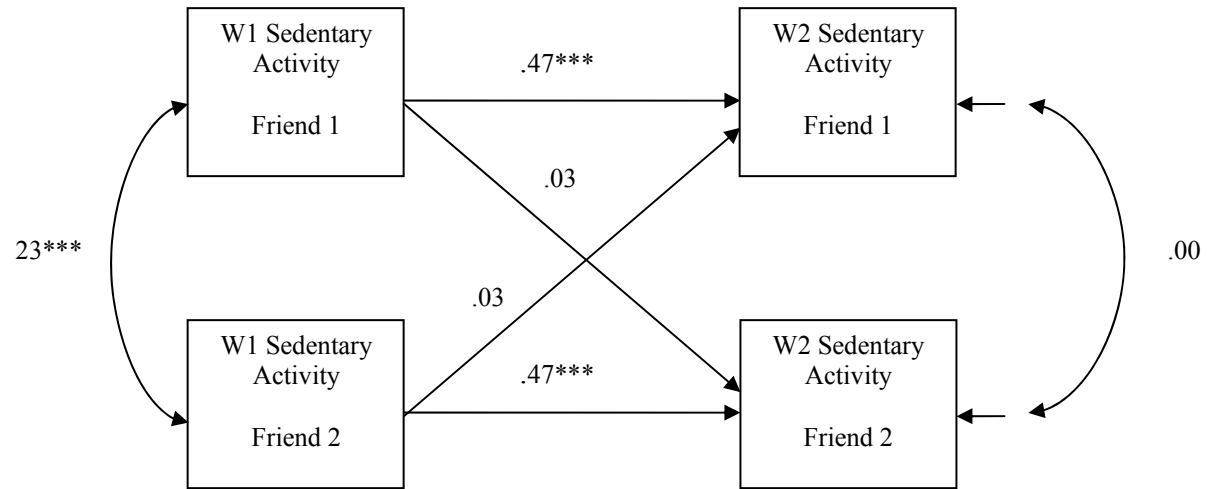 W1 Sedentary
Activity
Friend 1
.47***
W2 Sedentary
Activity
Friend 1
.03
23***
.00
.03
W1 Sedentary
Activity
Friend 2
.47***
W2 Sedentary
Activity
Friend 2